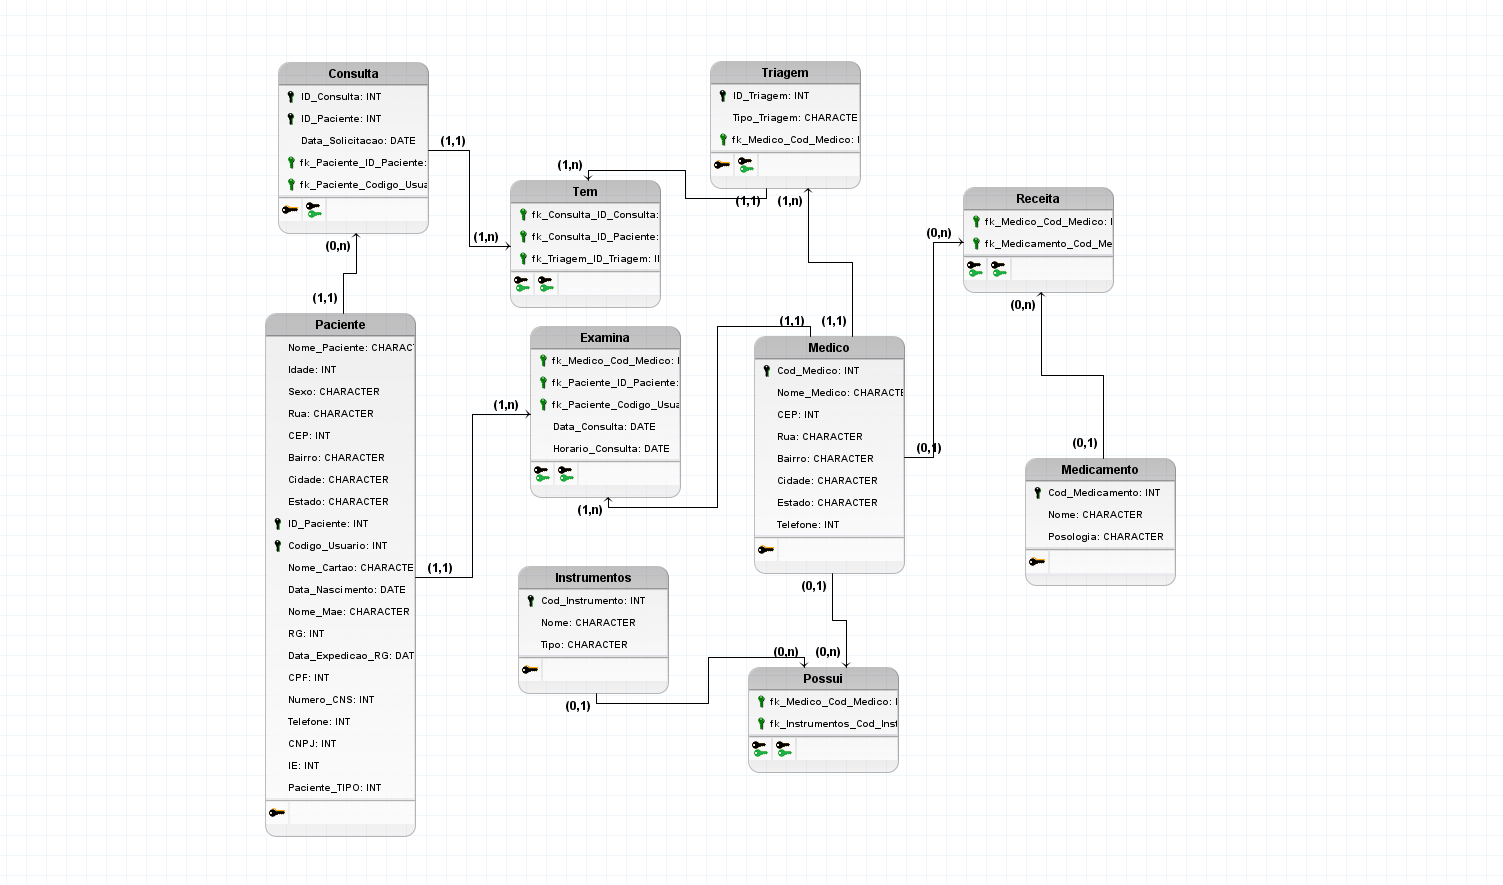 Consulta
ID_Consulta: INT
ID_Paciente: INT
Data_Solicitacao: DATE
fk_Paciente_ID_Paciente:
fk_Paciente_Codigo_Usua
(1,1)
(0,n)
(1,1)
Triagem
ID_Triagem: INT
Tipo_Triagem: CHARACTE
fk_Medico_Cod_Medico: I
(1,n)
(1,1)
(1,n)
Tem
fk_Consulta_ID_Consulta:
fk_Consulta_ID_Paciente:
fk_Triagem_ID_Triagem: II
(1,n)
Receita
fk_Medico_Cod_Medico: I
fk_Medicamento_Cod_Me
(0,n)
(0,n)
Paciente
Nome_Paciente: CHARAC
Idade: INT
Sexo: CHARACTER
Rua: CHARACTER
CEP: INT
Bairro: CHARACTER
Cidade: CHARACTER
Estado: CHARACTER
ID_Paciente: INT
Codigo_Usuario: INT
Nome_Cartao: CHARACTE
Data_Nascimento: DATE
Nome_Mae: CHARACTER
RG: INT
Data_Expedicao_RG: DAT
CPF: INT
Numero_CNS: INT
Telefone: INT
CNPJ: INT
IE: INT
Paciente_TIPO: INT
(1,1)
Examina
fk_Medico_Cod_Medico: I
fk_Paciente_ID_Paciente:
fk_Paciente_Codigo_Usua
Data_Consulta: DATE
Horario_Consulta: DATE
(1,n)
(1,n)
(1,1)
(1,1)
Medico
Cod_Medico: INT
Nome_Medico: CHARACTE
CEP: INT
Rua: CHARACTER
Bairro: CHARACTER
Cidade: CHARACTER
Estado: CHARACTER
Telefone: INT
(0,1)
(0,1)
(0,1)
Medicamento
Cod_Medicamento: INT
Nome: CHARACTER
Posologia: CHARACTER
Instrumentos
Cod_Instrumento: INT
Nome: CHARACTER
Tipo: CHARACTER
(0,1)
(0,n)
(0,n)
Possui
fk_Medico_Cod_Medico: I
fk_Instrumentos_Cod_Inst